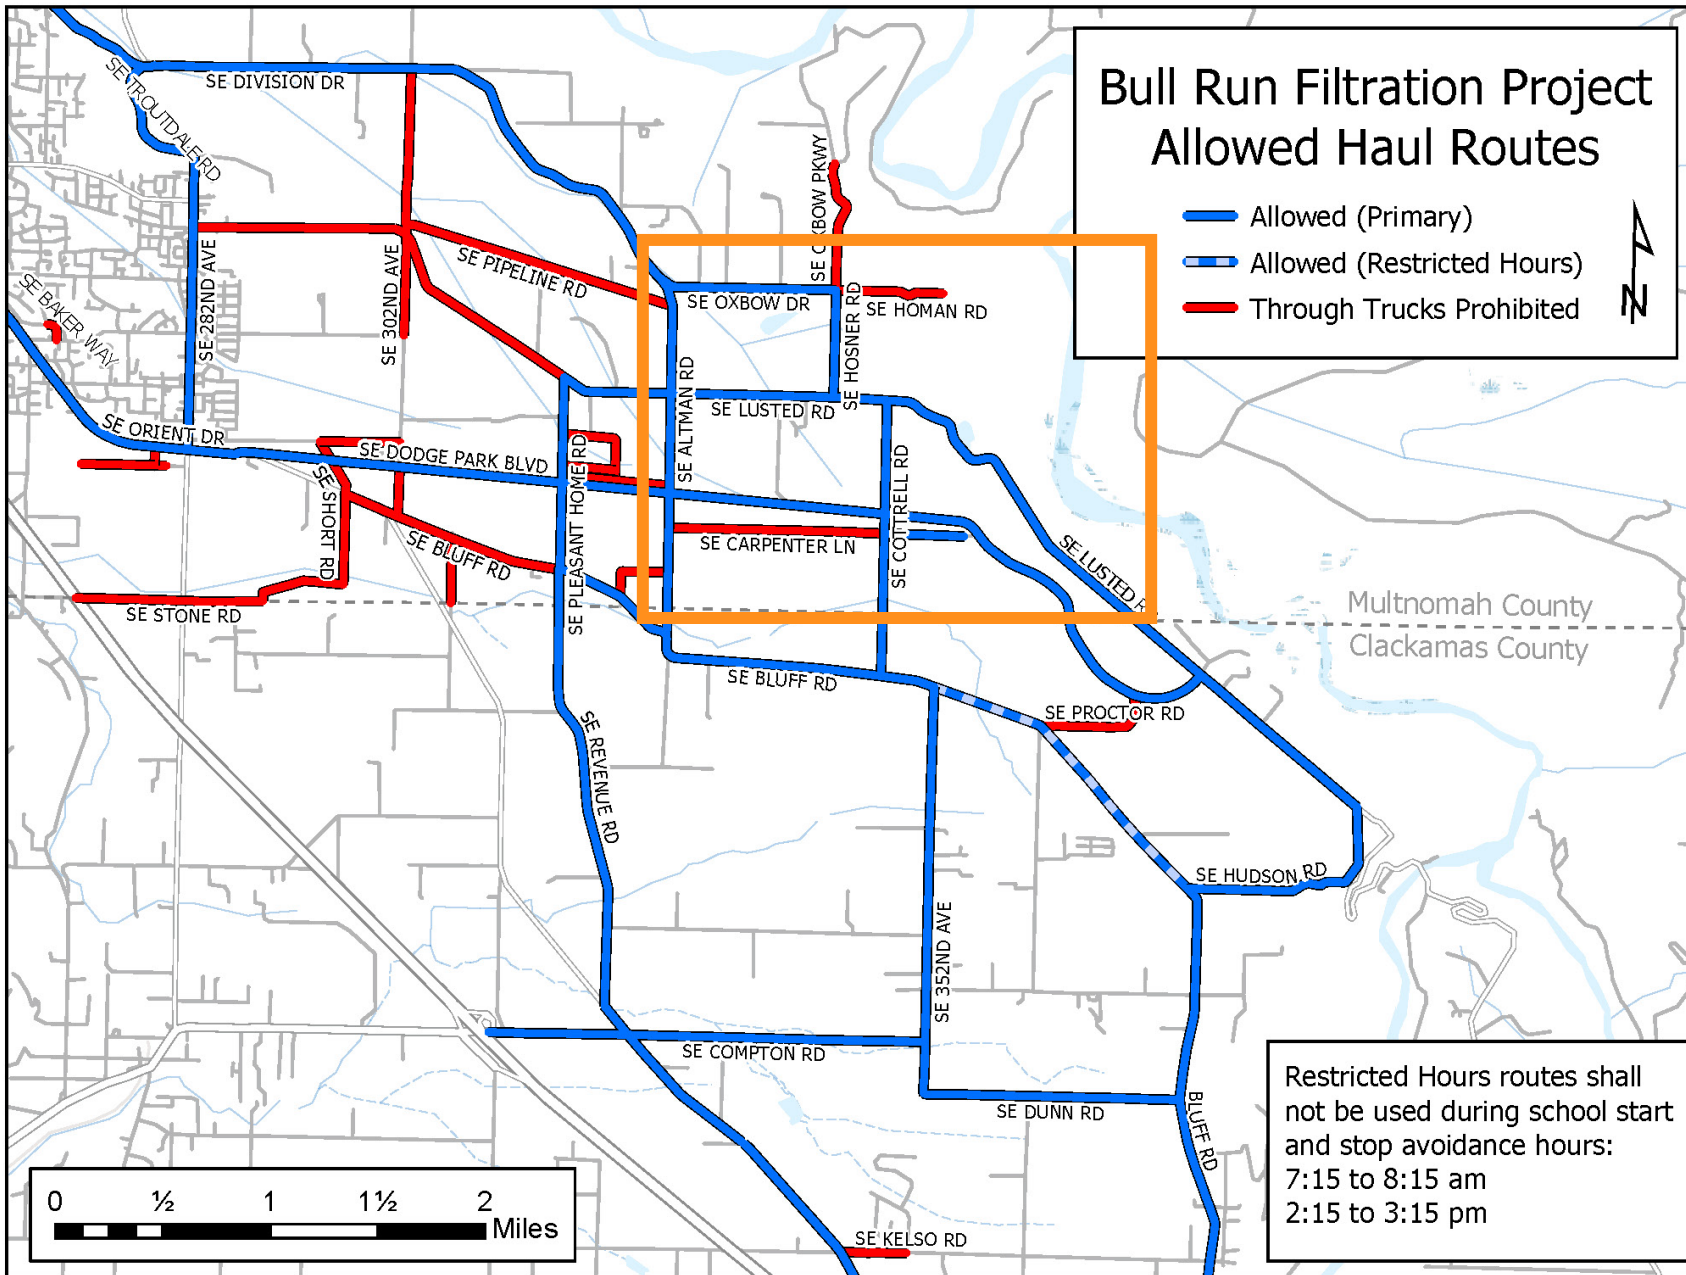 Bull Run Filtration Project
Allowed Haul Routes
Allowed (Primary)
Allowed (Restricted Hours)
Through Trucks Prohibited
N
SE DIVISION DR
SE TROUTDALE RD
SE OXBOW PKWY
SE PIPELINE RD
SE 302ND AVE
SE 282ND AVE
SE BAKER WAY
SE OXBOW DR
SE HOMAN RD
SE HOSNER RD
SE ALTMAN RD
SE LUSTED RD
SE ORIENT DR
SE DODGE PARK BLVD
SE PLEASANT HOME RD
SE COTTRELL RD
SE SHORT RD
SE BLUFF RD
SE CARPENTER LN
SE LUSTED R
SE STONE RD
Multnomah County
Clackamas County
SE BLUFF RD
SE PROCTOR RD
SE REVENUE RD
SE HUDSON RD
SE 352ND AVE
SE COMPTON RD
SE DUNN RD
BLUFF RD
SE KELSO RD
Restricted Hours routes shall
not be used during school start
and stop avoidance hours:
7:15 to 8:15 am
2:15 to 3:15 pm
0 ½ 1 1½ 2
Miles